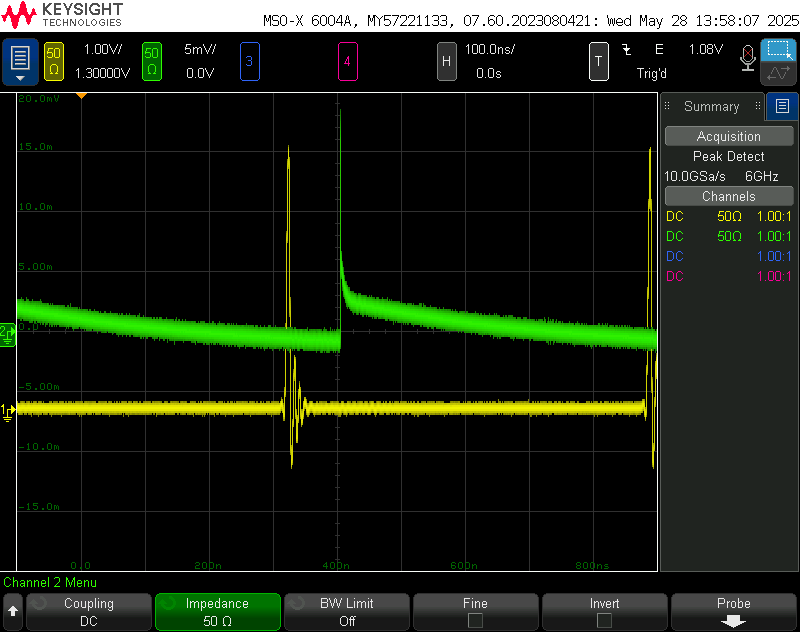 KEYSIGHT
TECHNOLOGIES
MSO-X 6004A, MY57221133, 07.60.2023080421: Wed May 28 13:58:07 2025
50 Ω 1.00V/ 50 Ω 5mV/ 3 4 H 100.0ns/ T E 1.08V
1.30000V 0.0V 0.0s Trig'd
20.0mV
15.0m
10.0m
5.00m
2 0.0
-5.00m
1
-10.0m
-15.0m
0.0 200n 400n 600n 800ns
Summary
Acquisition
Peak Detect
10.0GSa/s 6GHz
Channels
DC 50Ω 1.00:1
DC 50Ω 1.00:1
DC 1.00:1
DC 1.00:1
Channel 2 Menu
Coupling Impedance BW Limit Fine Invert Probe
DC 50 Ω Off